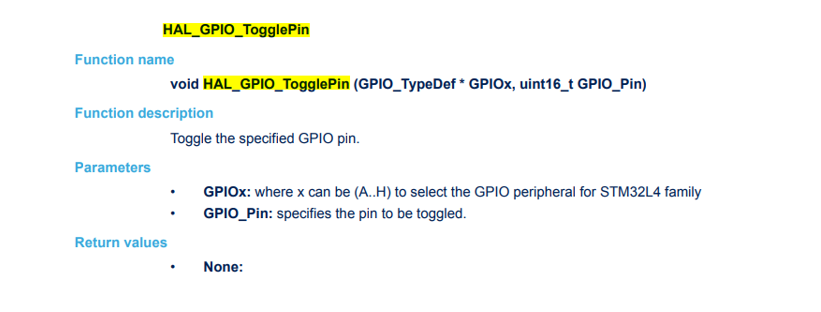 HAL_GPIO_TogglePin
Function name
void HAL_GPIO_TogglePin (GPIO_TypeDef * GPIOx, uint16_t GPIO_Pin)
Function description
Toggle the specified GPIO pin.
Parameters
• GPIOx: where x can be (A..H) to select the GPIO peripheral for STM32L4 family
• GPIO_Pin: specifies the pin to be toggled.
Return values
• None: